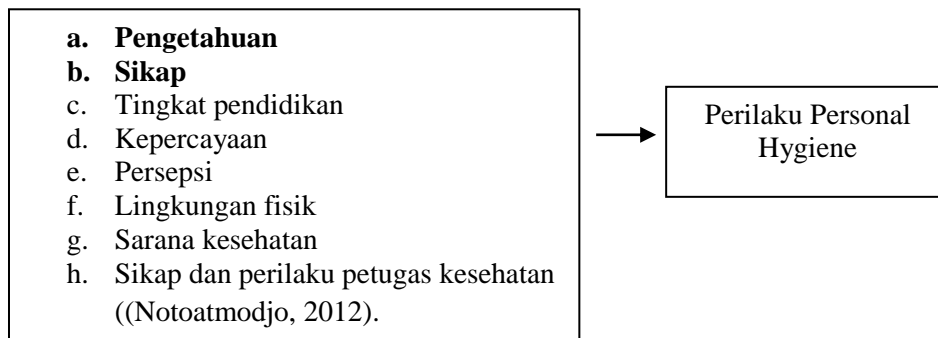 a. Pengetahuan
b. Sikap
c. Tingkat pendidikan
d. Kepercayaan
e. Persepsi
f. Lingkungan fisik
g. Sarana kesehatan
h. Sikap dan perilaku petugas kesehatan
((Notoatmodjo, 2012).
Perilaku Personal
Hygiene